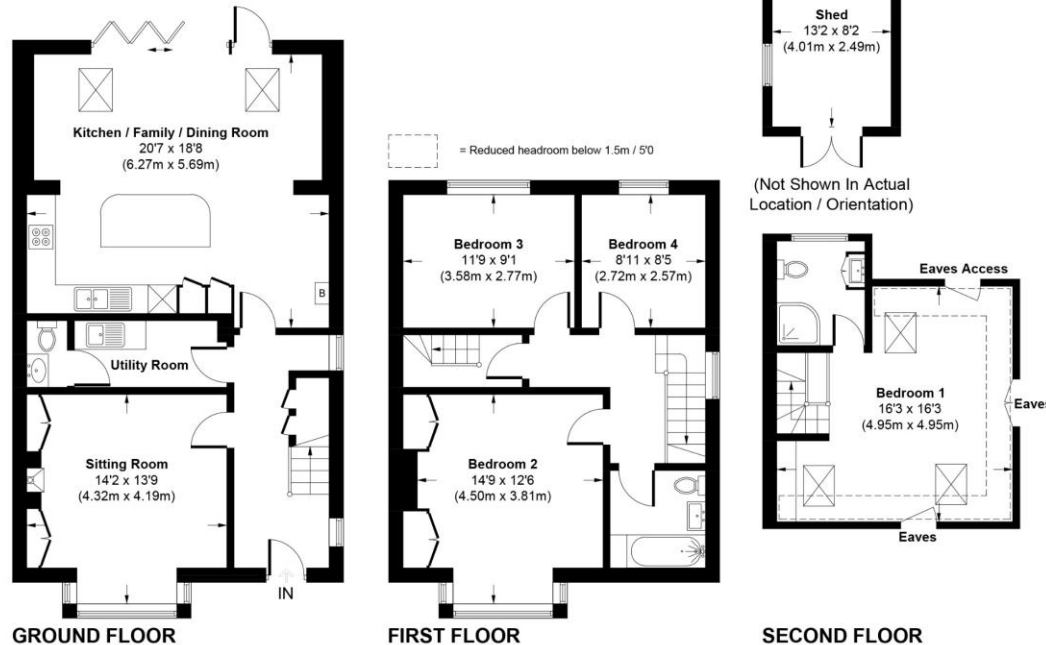 Kitchen / Family / Dining Room
20'7 x 18'8
(6.27m x 5.69m)
B
Utility Room
Sitting Room
14'2 x 13'9
(4.32m x 4.19m)
IN
GROUND FLOOR
= Reduced headroom below 1.5m / 5'0
Bedroom 3
11'9 x 9'1
(3.58m x 2.77m)
Bedroom 4
8'11 x 8'5
(2.72m x 2.57m)
Bedroom 2
14'9 x 12'6
(4.50m x 3.81m)
FIRST FLOOR
Shed
13'2 x 8'2
(4.01m x 2.49m)
(Not Shown In Actual
Location / Orientation)
Eaves Access
Bedroom 1
16'3 x 16'3
(4.95m x 4.95m)
Eaves
Eaves
SECOND FLOOR